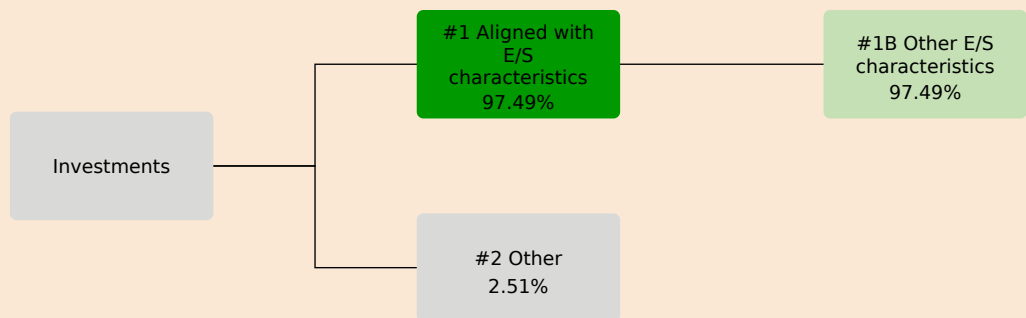 Investments
#1 Aligned with
E/S
characteristics
97.49%
#1B Other E/S
characteristics
97.49%
#2 Other
2.51%